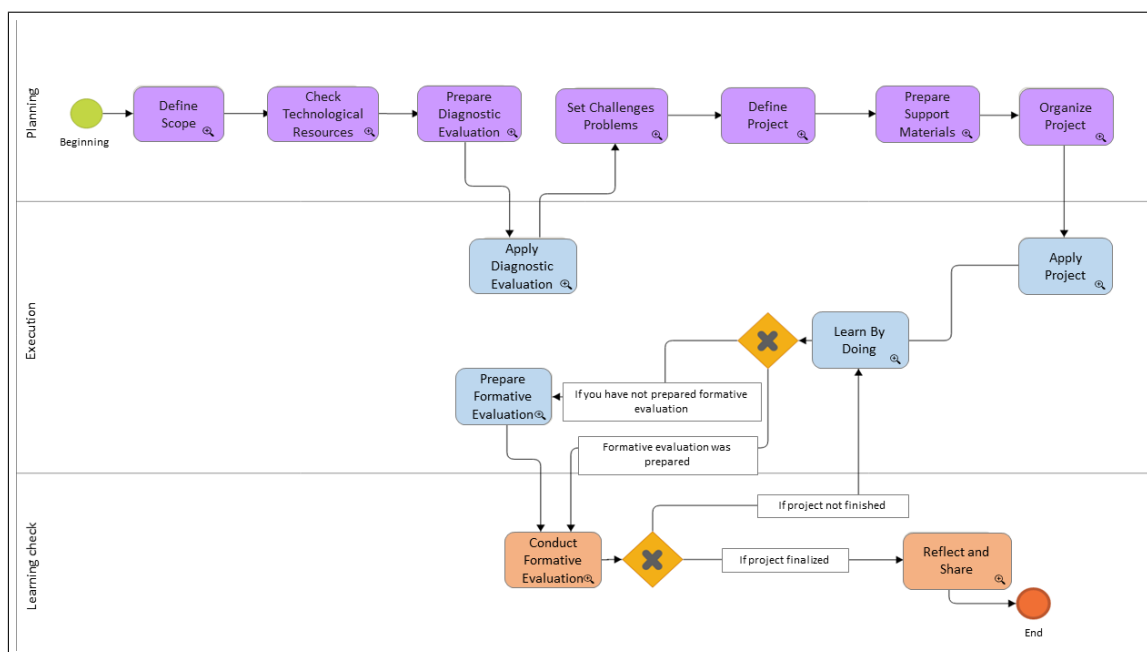 Planning
Beginning
Define
Scope
Check
Technological
Resources
Prepare
Diagnostic
Evaluation
Set Challenges
Problems
Define
Project
Prepare
Support
Materials
Organize
Project
Execution
Apply
Diagnostic
Evaluation
Apply
Project
Learn By
Doing
Prepare
Formative
Evaluation
If you have not prepared formative
evaluation
Formative evaluation was
prepared
Learning check
Conduct
Formative
Evaluation
If project not finished
If project finalized
Reflect and
Share
End